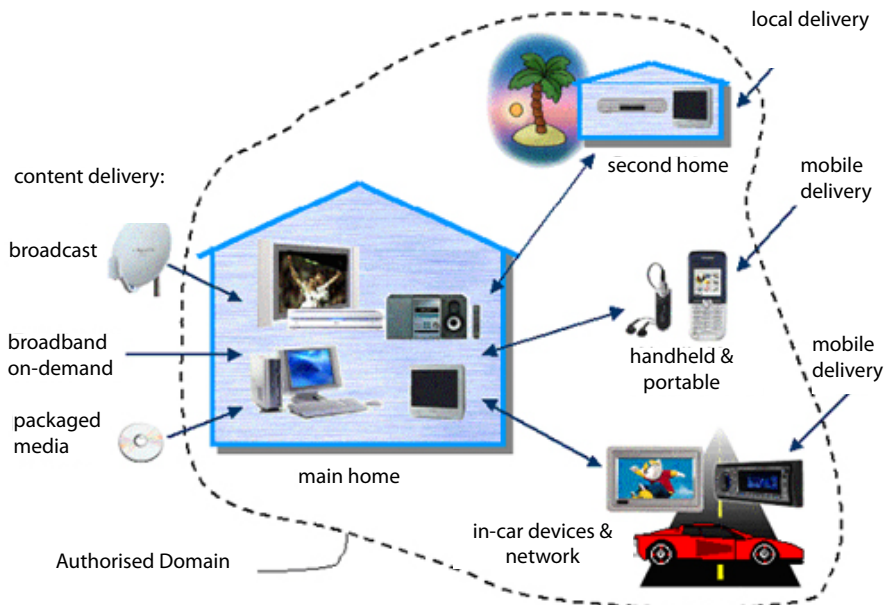 local delivery
second home
mobile
delivery
content delivery:
broadcast
broadband
on-demand
packaged
media
main home
handheld &
portable
mobile
delivery
in-car devices &
network
Authorised Domain